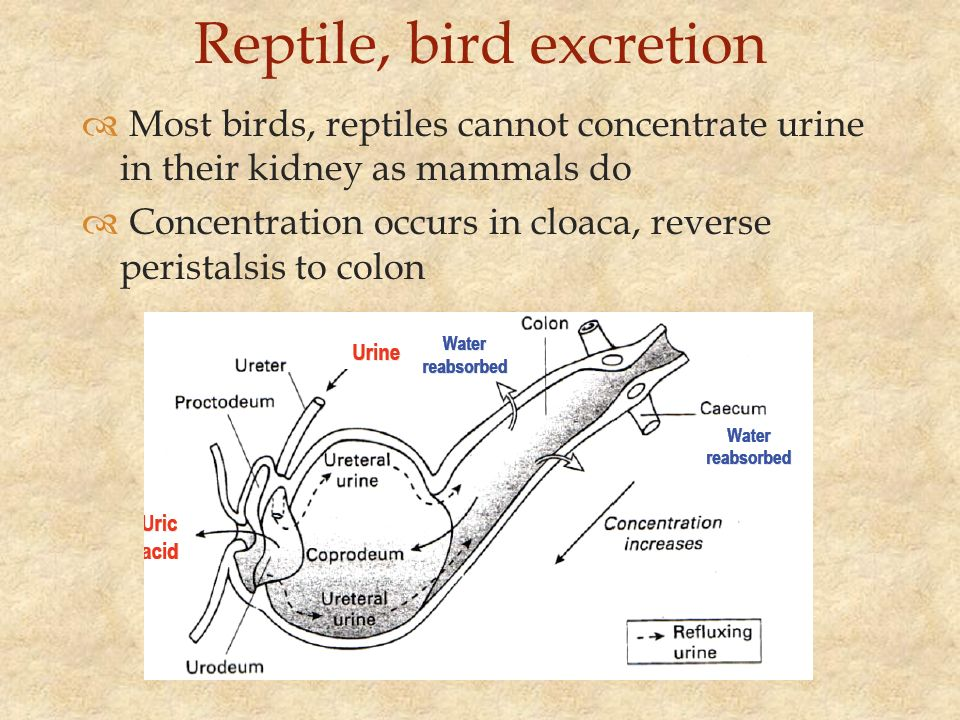 Reptile, bird excretion
Most birds, reptiles cannot concentrate urine
in their kidney as mammals do
Concentration occurs in cloaca, reverse
peristalsis to colon
Colon
Urine
Water
reabsorbed
Ureter
Proctodeum
Caecum
Water
reabsorbed
Ureteral
urine
Uric
acid
Concentration
increases
Coprodeum
Ureteral
urine
Refluxing
urine
Urodeum